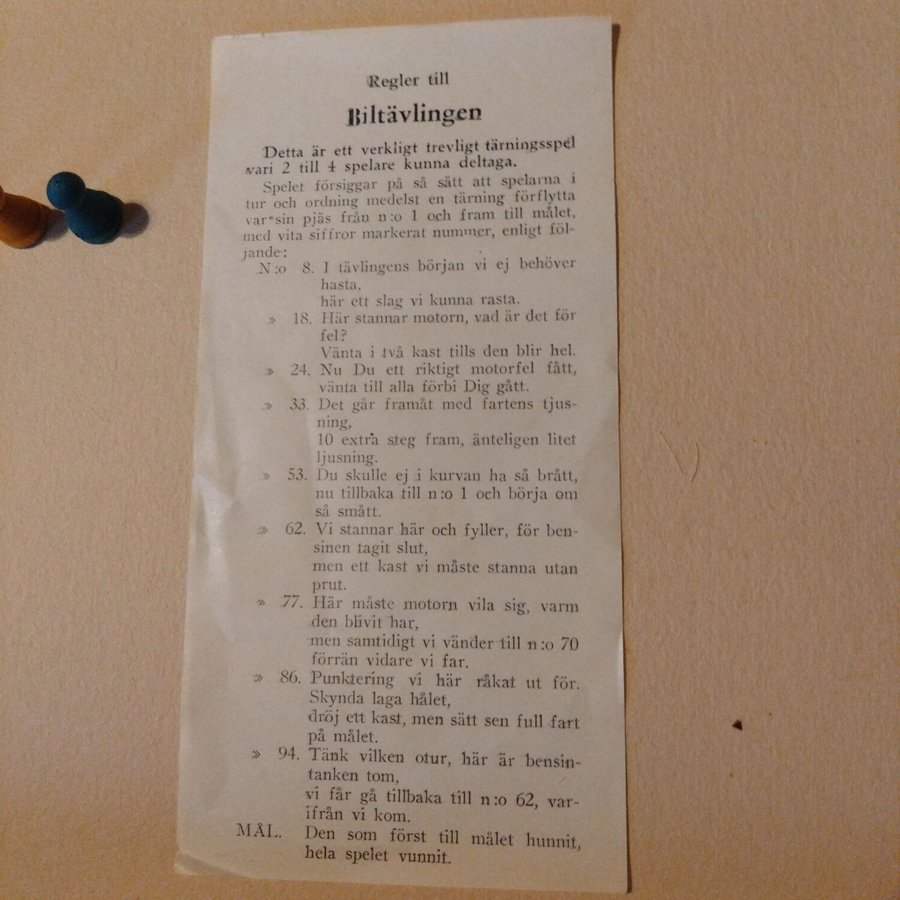 Regler till
Biltävlingen
Detta är ett verkligt trevligt tärningsspel
vari 2 till 4 spelare kunna deltaga.
Spelet försiggar på så sätt att spelarna i
tur och ordning medelst en tärning förflytta
var sin pjäs från n:o 1 och fram till målet,
med vita siffror markerat nummer, enligt föl-
jande:
N:o 8. I tävlingens början vi ej behöver
hasta,
här ett slag vi kunna rasta.
» 18. Här stannar motorn, vad är det för
fel?
Vänta i två kast tills den blir hel.
» 24. Nu Du ett riktigt motorfel fått,
vänta till alla förbi Dig gått.
» 33. Det går framåt med fartens tjus-
ning,
10 extra steg fram, änteligen litet
ljusning.
» 53. Du skulle ej i kurvan ha så brått,
nu tillbaka till n:o 1 och börja om
så smått.
» 62. Vi stannar här och fyller, för ben-
sinen tagit slut,
men ett kast vi måste stanna utan
prut.
» 77. Här måste motorn vila sig, varm
den blivit har,
men samtidigt vi vänder till n:o 70
förrän vidare vi far.
» 86. Punktering vi här råkat ut för.
Skynda laga hålet,
dröj ett kast, men sätt sen full fart
på målet.
» 94. Tänk vilken otur, här är bensin-
tanken tom,
vi får gå tillbaka till n:o 62, var-
ifrån vi kom.
MÅL. Den som först till målet hunnit,
hela spelet vunnit.